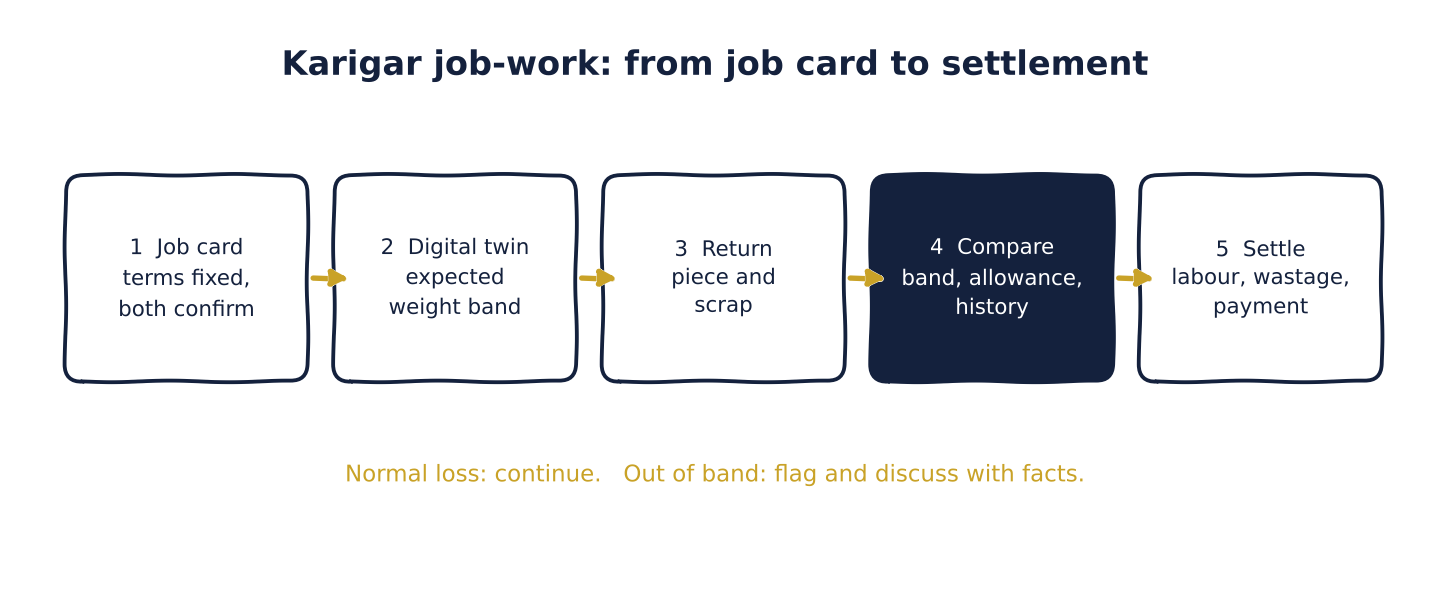 Karigar job-work: from job card to settlement
1  Job card
terms fixed,
both confirm
2  Digital twin
expected
weight band
3  Return
piece and
scrap
4  Compare
band, allowance,
history
5  Settle
labour, wastage,
payment
Normal loss: continue.   Out of band: flag and discuss with facts.